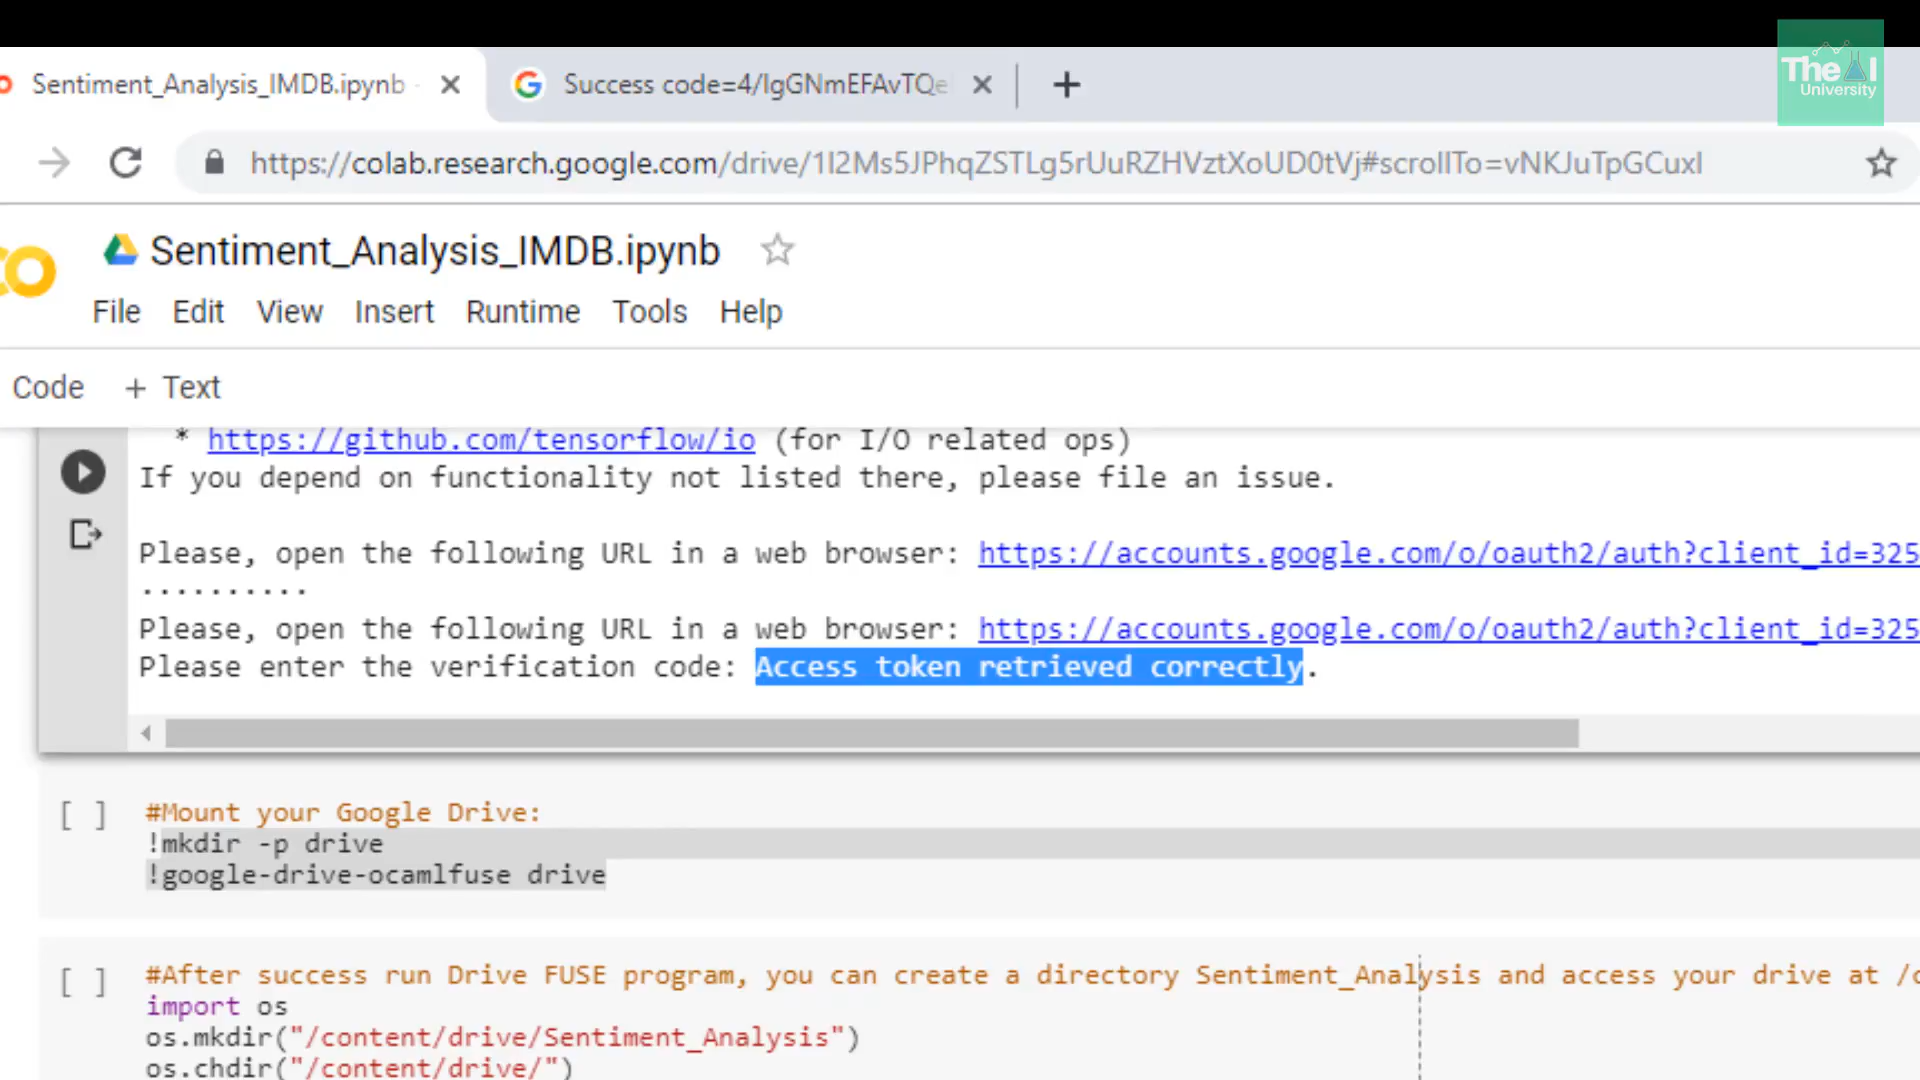 The AI
University
Sentiment_Analysis_IMDB.ipynb -
Success code=4/IgGNmEFAvTQe
https://colab.research.google.com/drive/1I2Ms5JPhqZSTLg5rUuRZHVztXoUD0tVj#scrollTo=vNKJuTpGCuxI
Sentiment_Analysis_IMDB.ipynb
File Edit View Insert Runtime Tools Help
Code + Text
* https://github.com/tensorflow/io (for I/O related ops)
If you depend on functionality not listed there, please file an issue.
Please, open the following URL in a web browser: https://accounts.google.com/o/oauth2/auth?client_id=325
..........
Please, open the following URL in a web browser: https://accounts.google.com/o/oauth2/auth?client_id=325
Please enter the verification code: Access token retrieved correctly.
[ ] #Mount your Google Drive:
!mkdir -p drive
!google-drive-ocamlfuse drive
[ ] #After success run Drive FUSE program, you can create a directory Sentiment_Analysis and access your drive at /
import os
os.mkdir("/content/drive/Sentiment_Analysis")
os.chdir("/content/drive/")